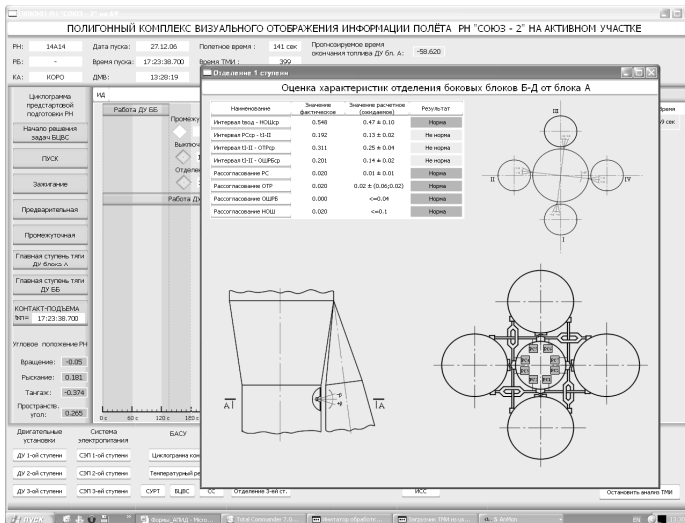 ПОЛИГОННЫЙ КОМПЛЕКС ВИЗУАЛЬНОГО ОТОБРАЖЕНИЯ ИНФОРМАЦИИ ПОЛЁТА РН "СОЮЗ - 2" НА АКТИВНОМ УЧАСТКЕ
РН: 14А14 Дата пуска: 27.12.06 Полетное время : 141 сек Прогнозируемое время окончания топлива ДУ бл. А: -58.620
РБ: - Время пуска: 17:23:38.700 Время ТМИ : 399
КА: КОРО ДМВ: 13:28:19
Отделение 1 ступени
Оценка характеристик отделения боковых блоков Б-Д от блока А
Наименование Значение фактическое Значение расчетное (ожидаемое) Результат
Интервал tвод - НОШср 0.548 0.47 ± 0.10 Норма
Интервал РСср - tI-II 0.192 0.13 ± 0.02 Не норма
Интервал tI-II - ОТРср 0.311 0.25 ± 0.04 Не норма
Интервал tI-II - ОШРБср 0.201 0.14 ± 0.02 Не норма
Рассогласование РС 0.020 0.01 ± 0.01 Норма
Рассогласование ОТР 0.020 0.02 ± (0.06;0.02) Норма
Рассогласование ОШРБ 0.000 <=0.04 Норма
Рассогласование НОШ 0.020 <=0.1 Норма
III
II
IV
I
А
А
Циклограмма
предстартовой
подготовки РН
Начало решения
задач БЦВС
ПУСК
Зажигание
Предварительная
Промежуточная
Главная ступень тяги
ДУ блока А
Главная ступень тяги
ДУ ББ
КОНТАКТ-ПОДЪЕМА
tкп= 17:23:38.700
Угловое положение РН
Вращение: -0.05
Рыскание: 0.181
Тангаж: -0.374
Пространств.
угол: 0.265
ИД
Работа ДУ ББ
0 с 60 с 120 с
Двигательные
установки
Система
электропитания
БАСУ
ДУ 1-ой ступени СЭП 1-ой ступени
ДУ 2-ой ступени СЭП 2-ой ступени
ДУ 3-ой ступени СЭП 3-ей ступени СУРТ БЦВС СС Отделение 3-ей ст. ИСС Остановить анализ ТМИ
пуск